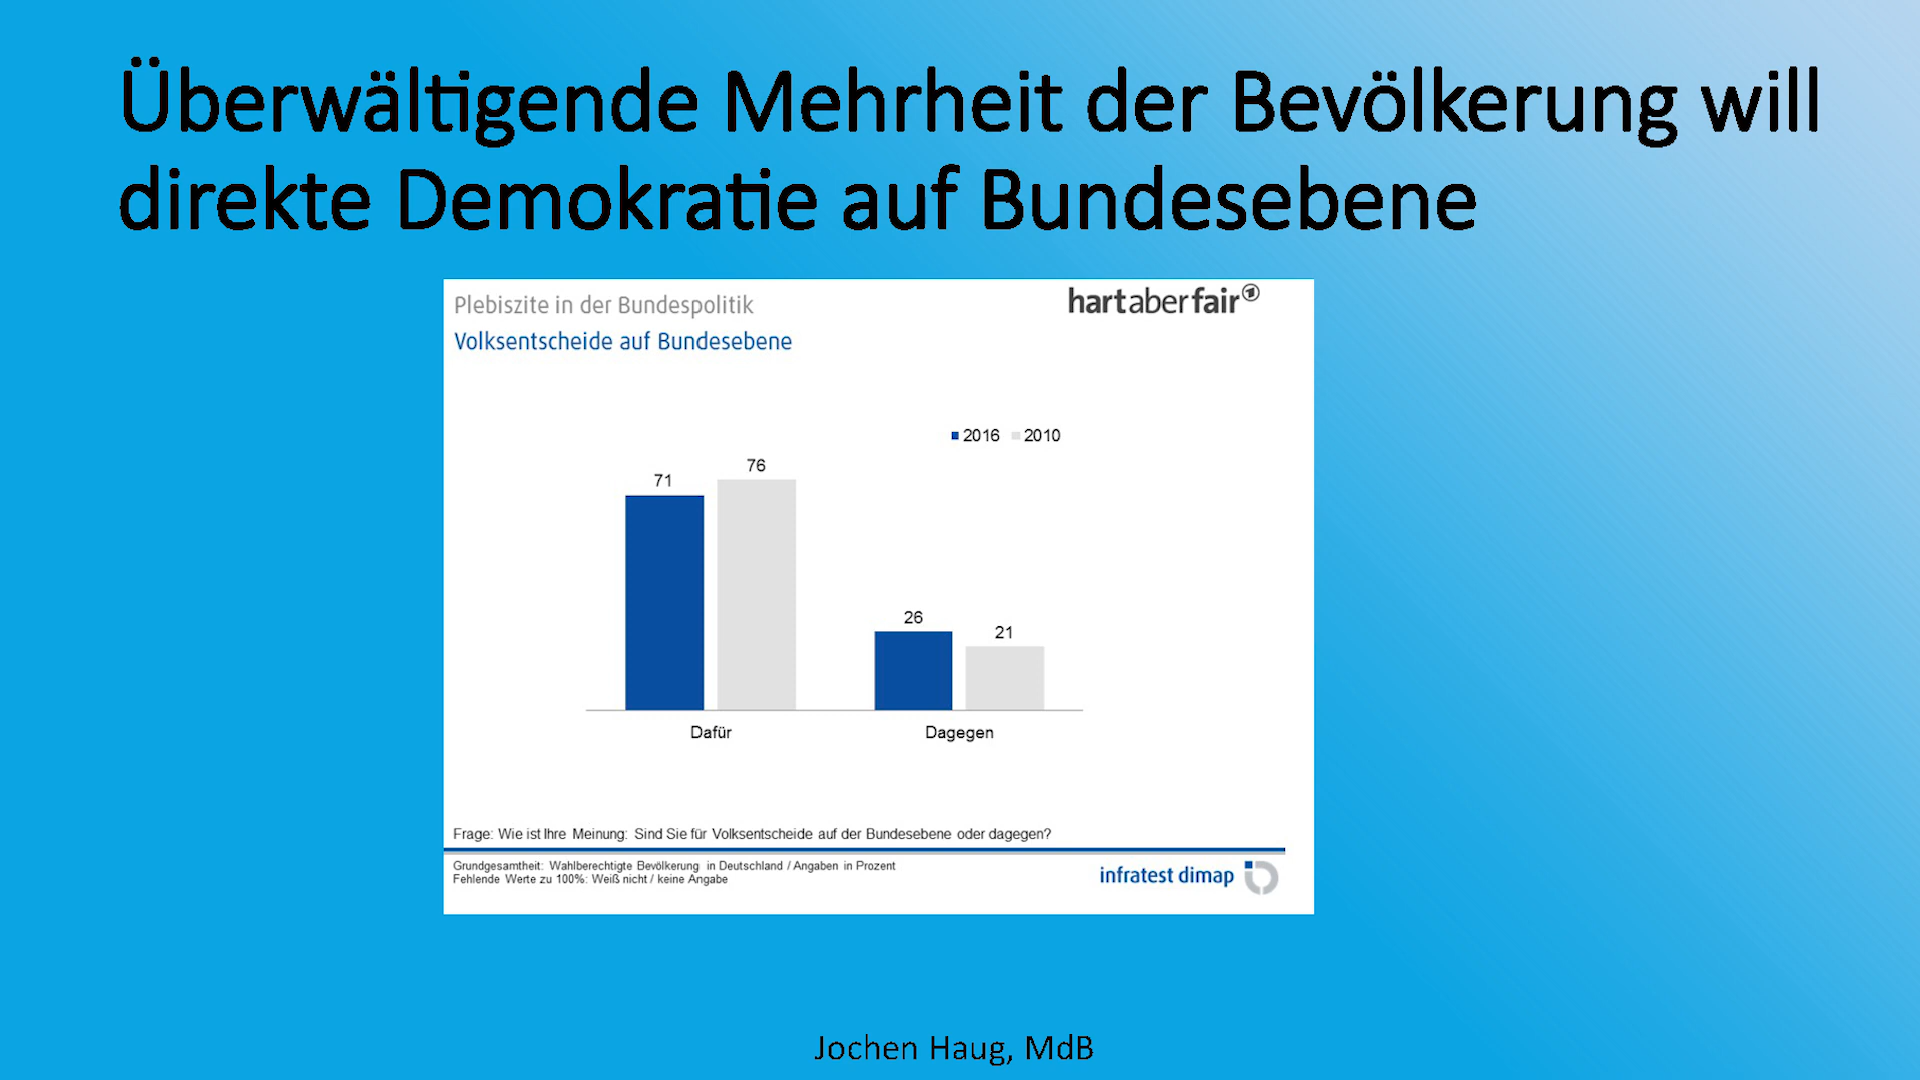 Überwältigende Mehrheit der Bevölkerung will
direkte Demokratie auf Bundesebene
Plebiszite in der Bundespolitik
hartaberfair
Volksentscheide auf Bundesebene
2016 2010
71 76
26 21
Dafür Dagegen
Frage: Wie ist Ihre Meinung: Sind Sie für Volksentscheide auf der Bundesebene oder dagegen?
Grundgesamtheit: Wahlberechtigte Bevölkerung in Deutschland / Angaben in Prozent
Fehlende Werte zu 100%: Weiß nicht / keine Angabe
infratest dimap
Jochen Haug, MdB